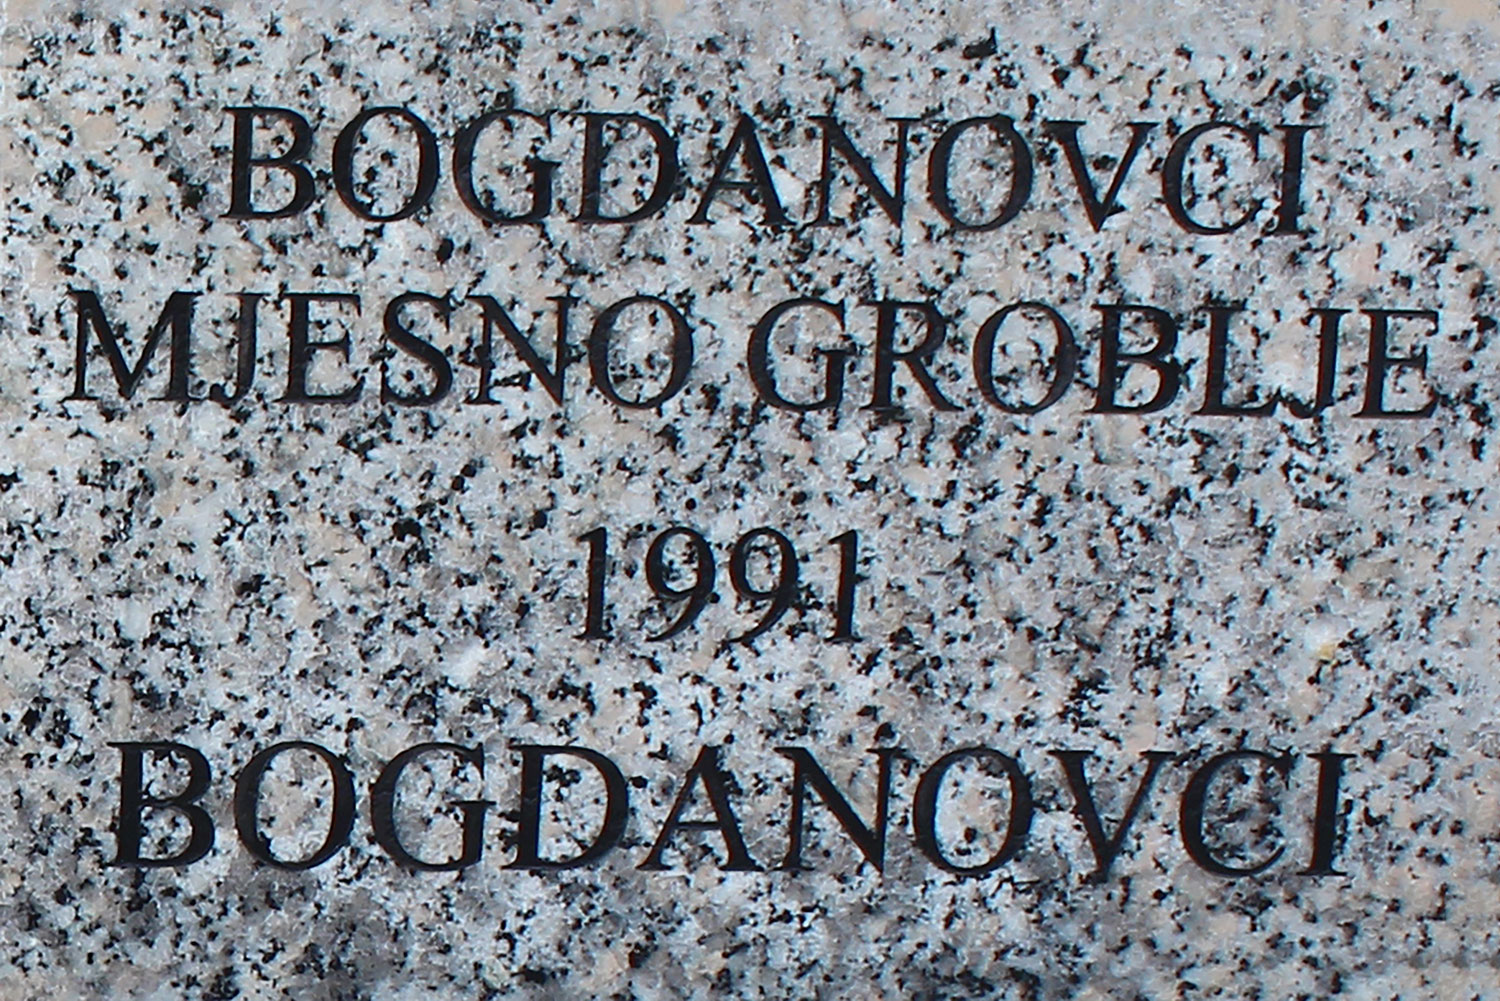 BOGDANOVCI
MJESNO GROBLJE
1991
BOGDANOVCI